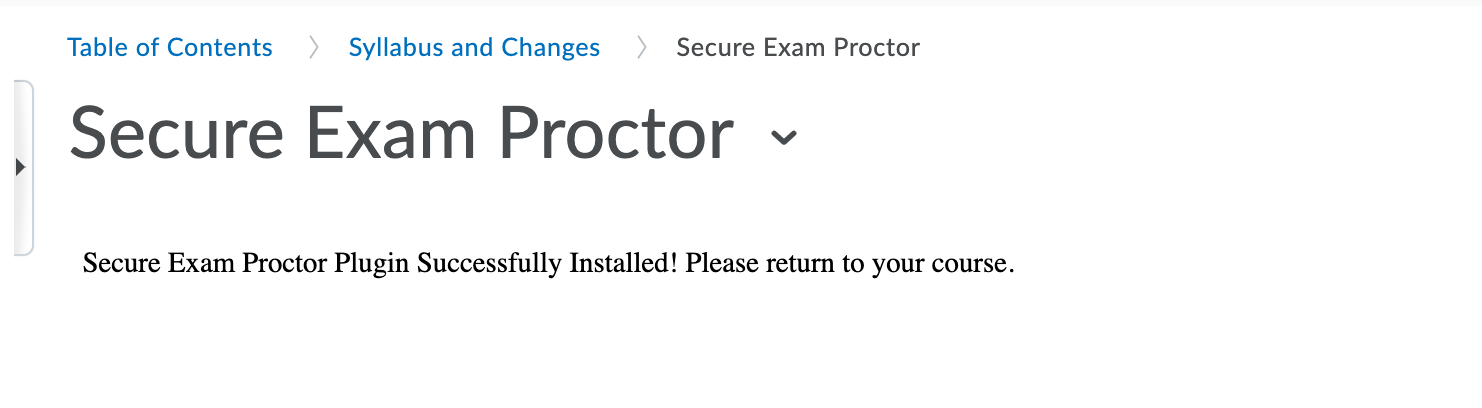 Table of Contents > Syllabus and Changes > Secure Exam Proctor
Secure Exam Proctor
Secure Exam Proctor Plugin Successfully Installed! Please return to your course.